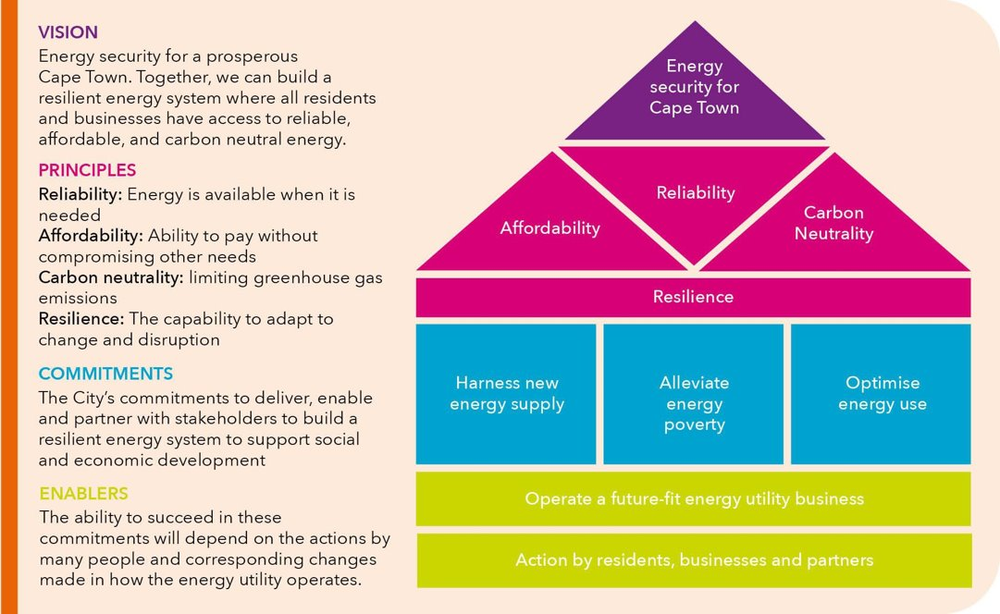 VISION
Energy security for a prosperous
Cape Town. Together, we can build a
resilient energy system where all residents
and businesses have access to reliable,
affordable, and carbon neutral energy.
PRINCIPLES
Reliability: Energy is available when it is
needed
Affordability: Ability to pay without
compromising other needs
Carbon neutrality: limiting greenhouse gas
emissions
Resilience: The capability to adapt to
change and disruption
COMMITMENTS
The City’s commitments to deliver, enable
and partner with stakeholders to build a
resilient energy system to support social
and economic development
ENABLERS
The ability to succeed in these
commitments will depend on the actions by
many people and corresponding changes
made in how the energy utility operates.
Energy
security for
Cape Town
Affordability
Reliability
Carbon
Neutrality
Resilience
Harness new
energy supply
Alleviate
energy
poverty
Optimise
energy use
Operate a future-fit energy utility business
Action by residents, businesses and partners